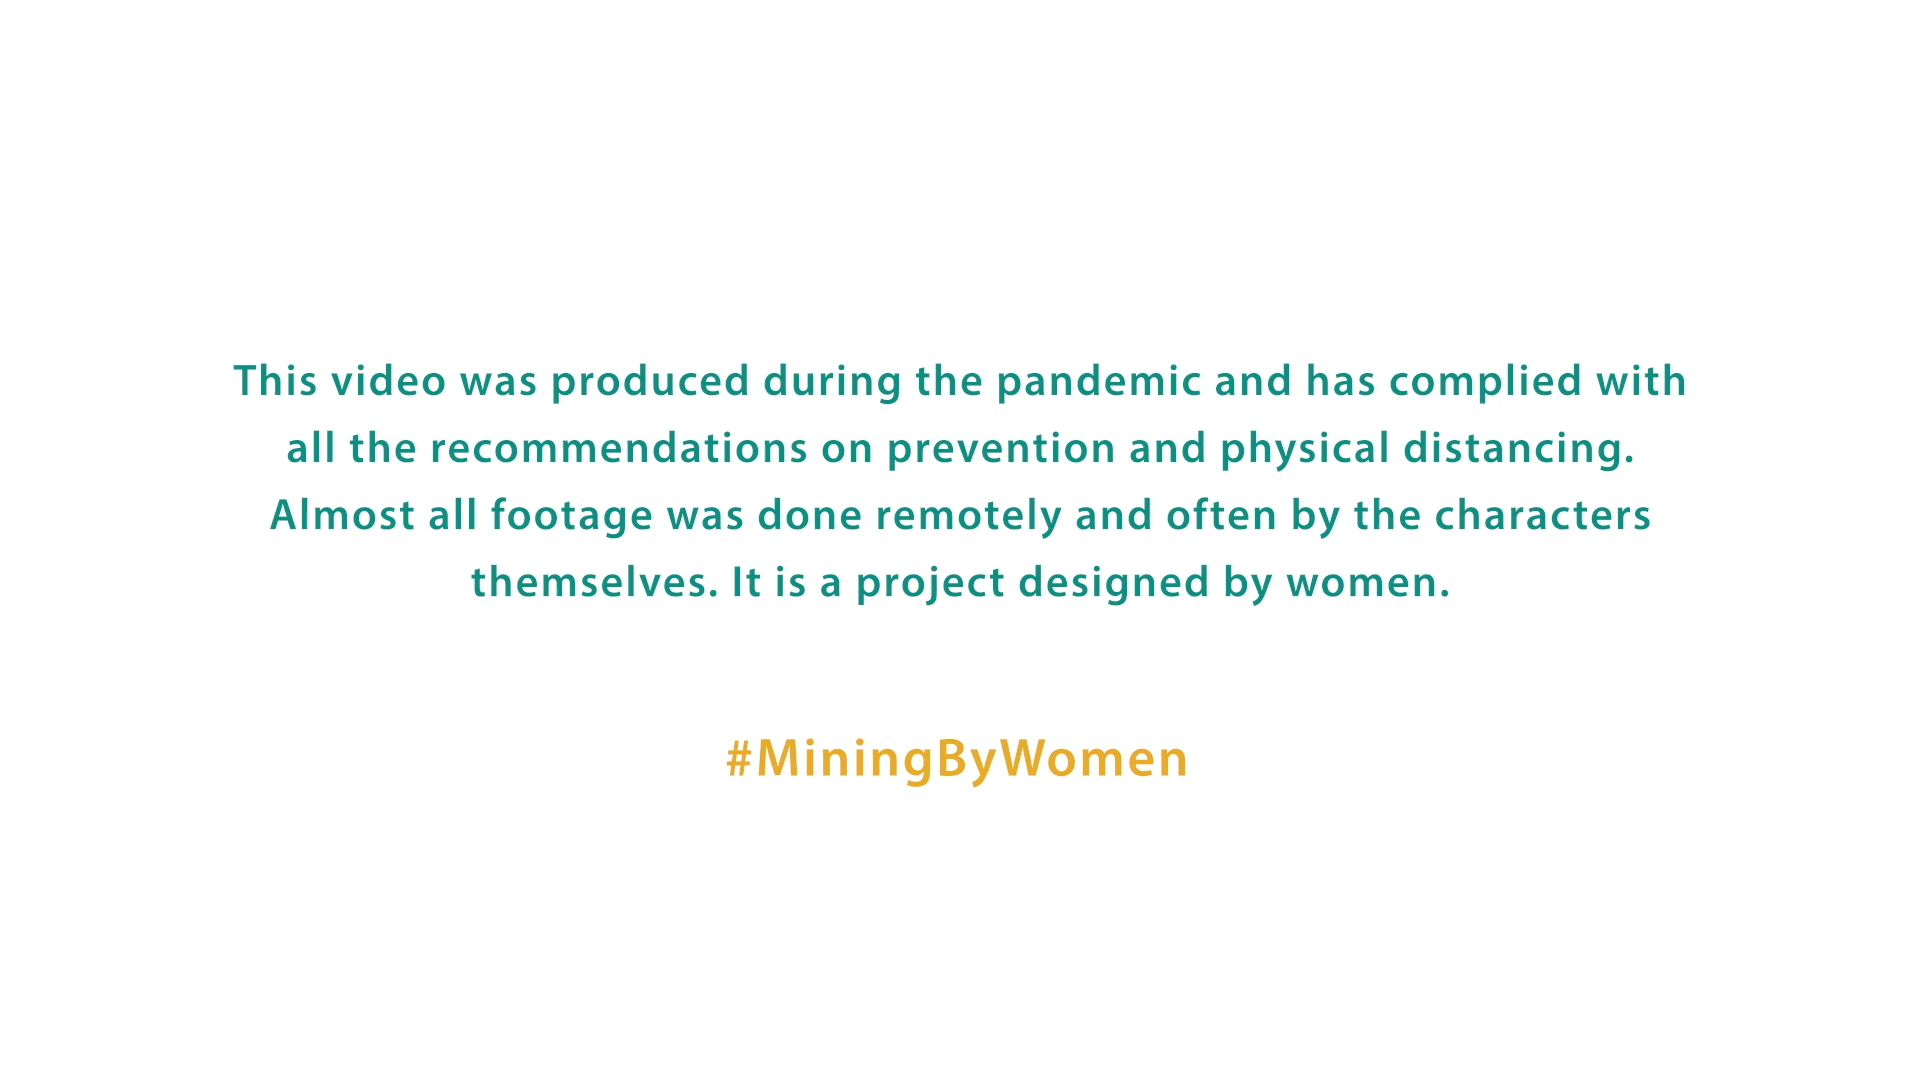 This video was produced during the pandemic and has complied with
all the recommendations on prevention and physical distancing.
Almost all footage was done remotely and often by the characters
themselves. It is a project designed by women.
#MiningByWomen